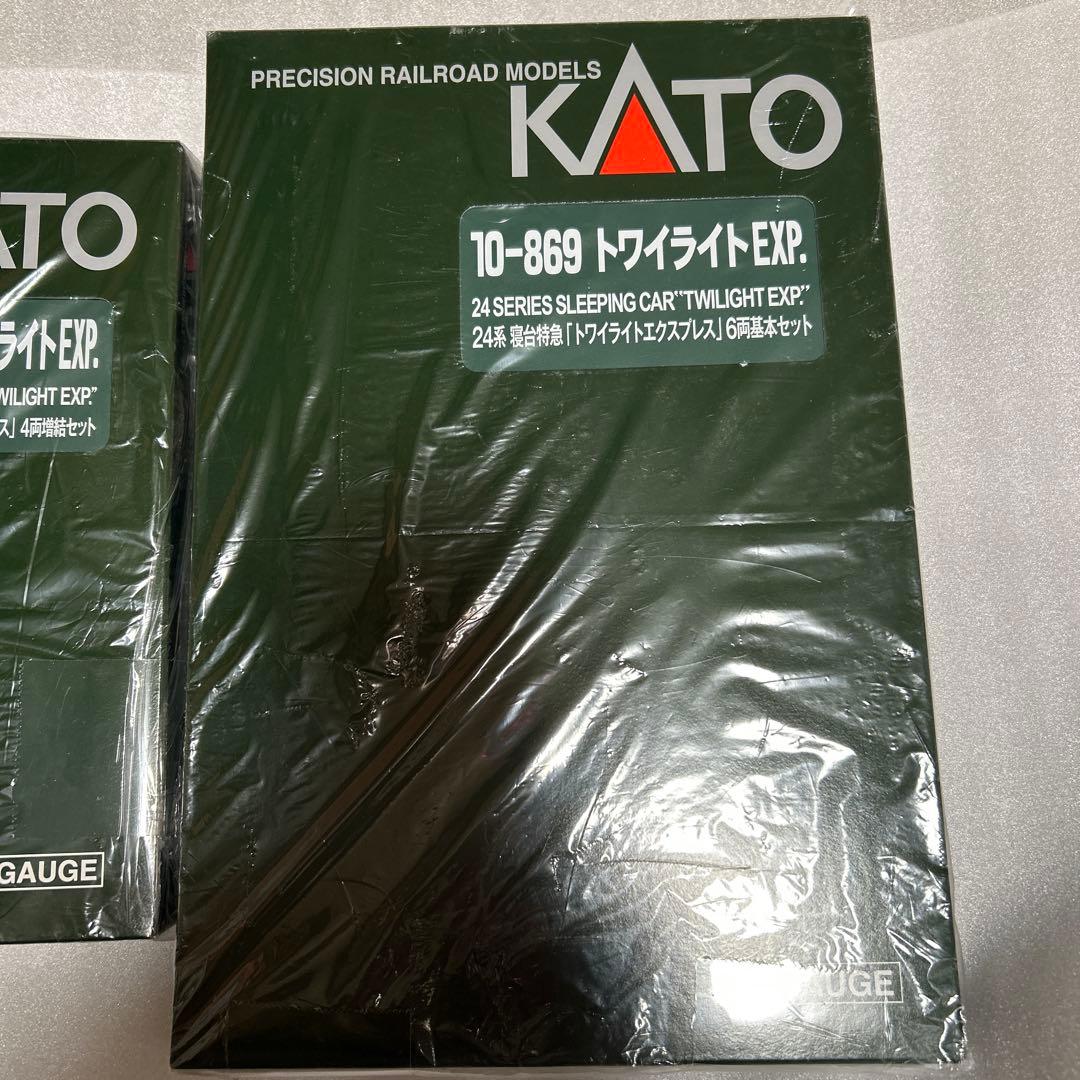 PRECISION RAILROAD MODELS
KATO
10-869 トワイライトEXP.
24 SERIES SLEEPING CAR"TWILIGHT EXP."
24系 寝台特急「トワイライトエクスプレス」6両基本セット
GAUGE
ATO
ライトEXP.
WILIGHT EXP."
ス」4両増結セット
GAUGE